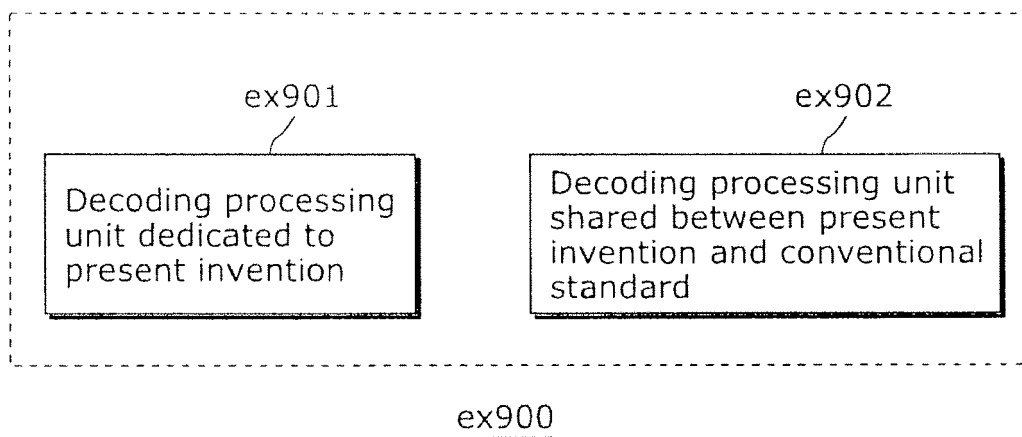 ex901
ex902
Decoding processing
unit dedicated to
present invention
Decoding processing unit
shared between present
invention and conventional
standard
ex900